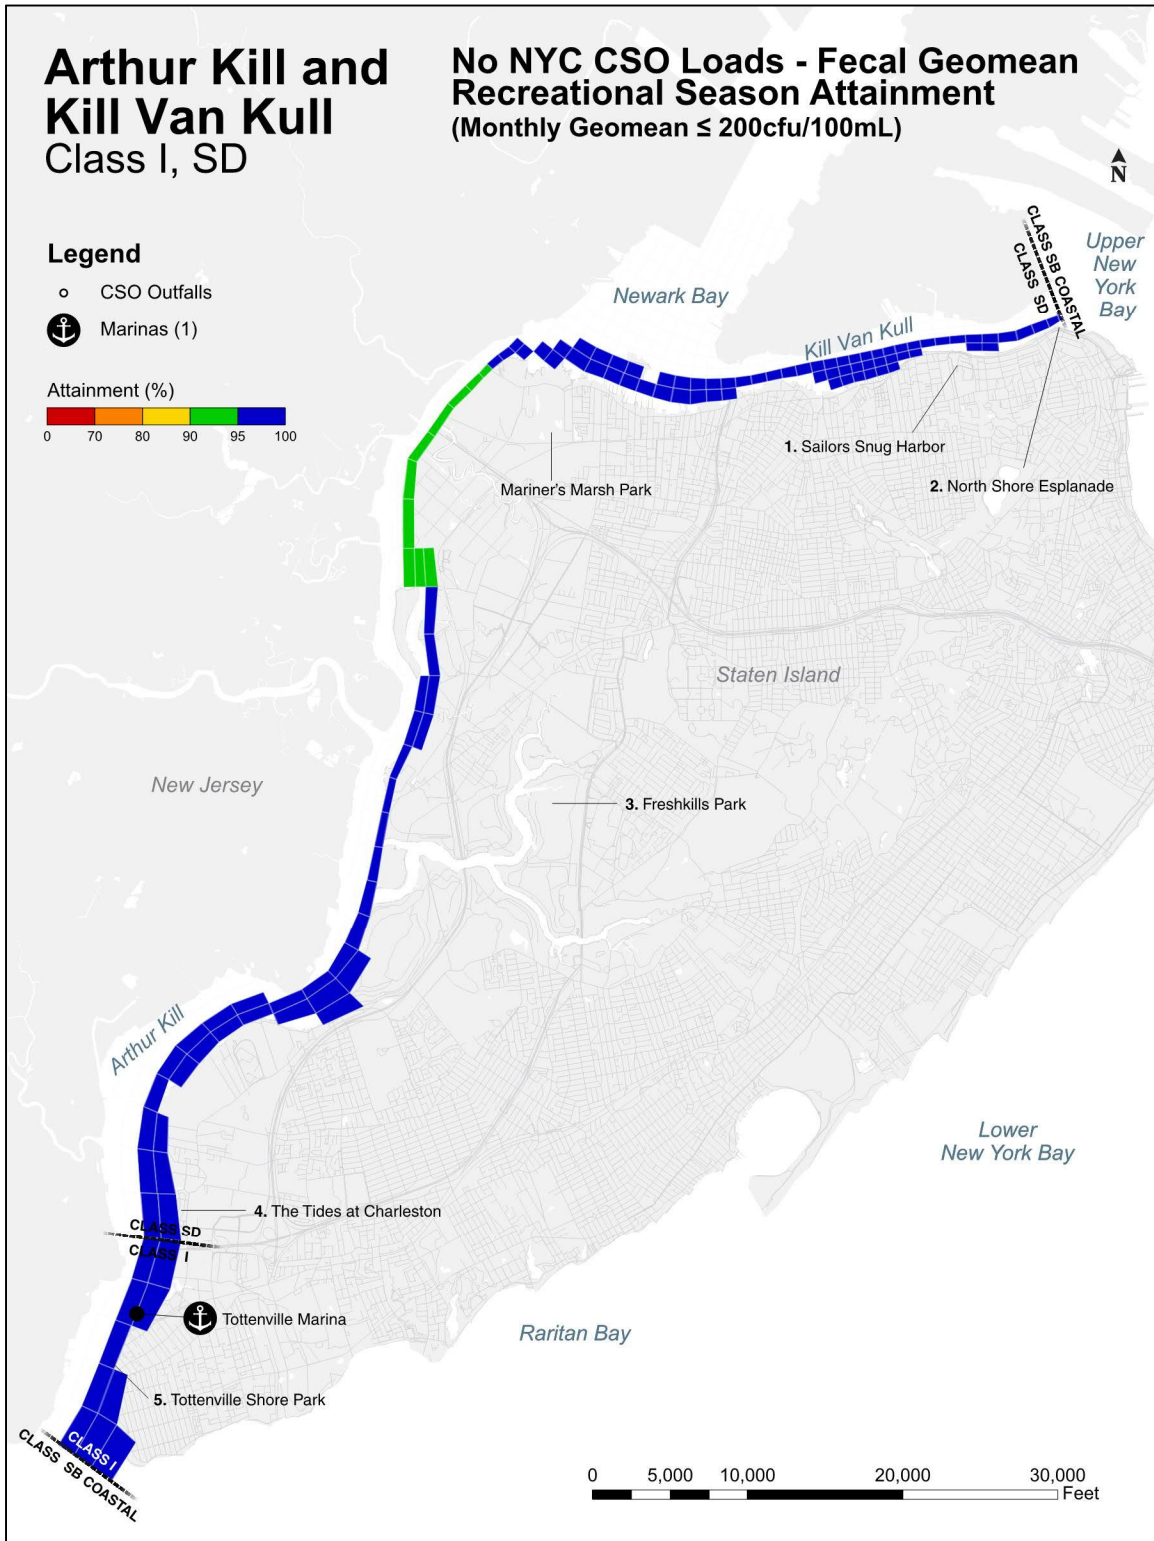 Arthur Kill and
Kill Van Kull
Class I, SD
No NYC CSO Loads - Fecal Geomean
Recreational Season Attainment
(Monthly Geomean ≤ 200cfu/100mL)
N
Legend
CSO Outfalls
Marinas (1)
Attainment (%)
0 70 80 90 95 100
CLASS SB COASTAL
CLASS SD
Upper
New
York
Bay
Newark Bay
Kill Van Kull
1. Sailors Snug Harbor
2. North Shore Esplanade
Mariner's Marsh Park
Staten Island
New Jersey
3. Freshkills Park
Arthur Kill
Lower
New York Bay
4. The Tides at Charleston
CLASS SD
CLASS I
Tottenville Marina
Raritan Bay
5. Tottenville Shore Park
CLASS I
CLASS SB COASTAL
0 5,000 10,000 20,000 30,000
Feet